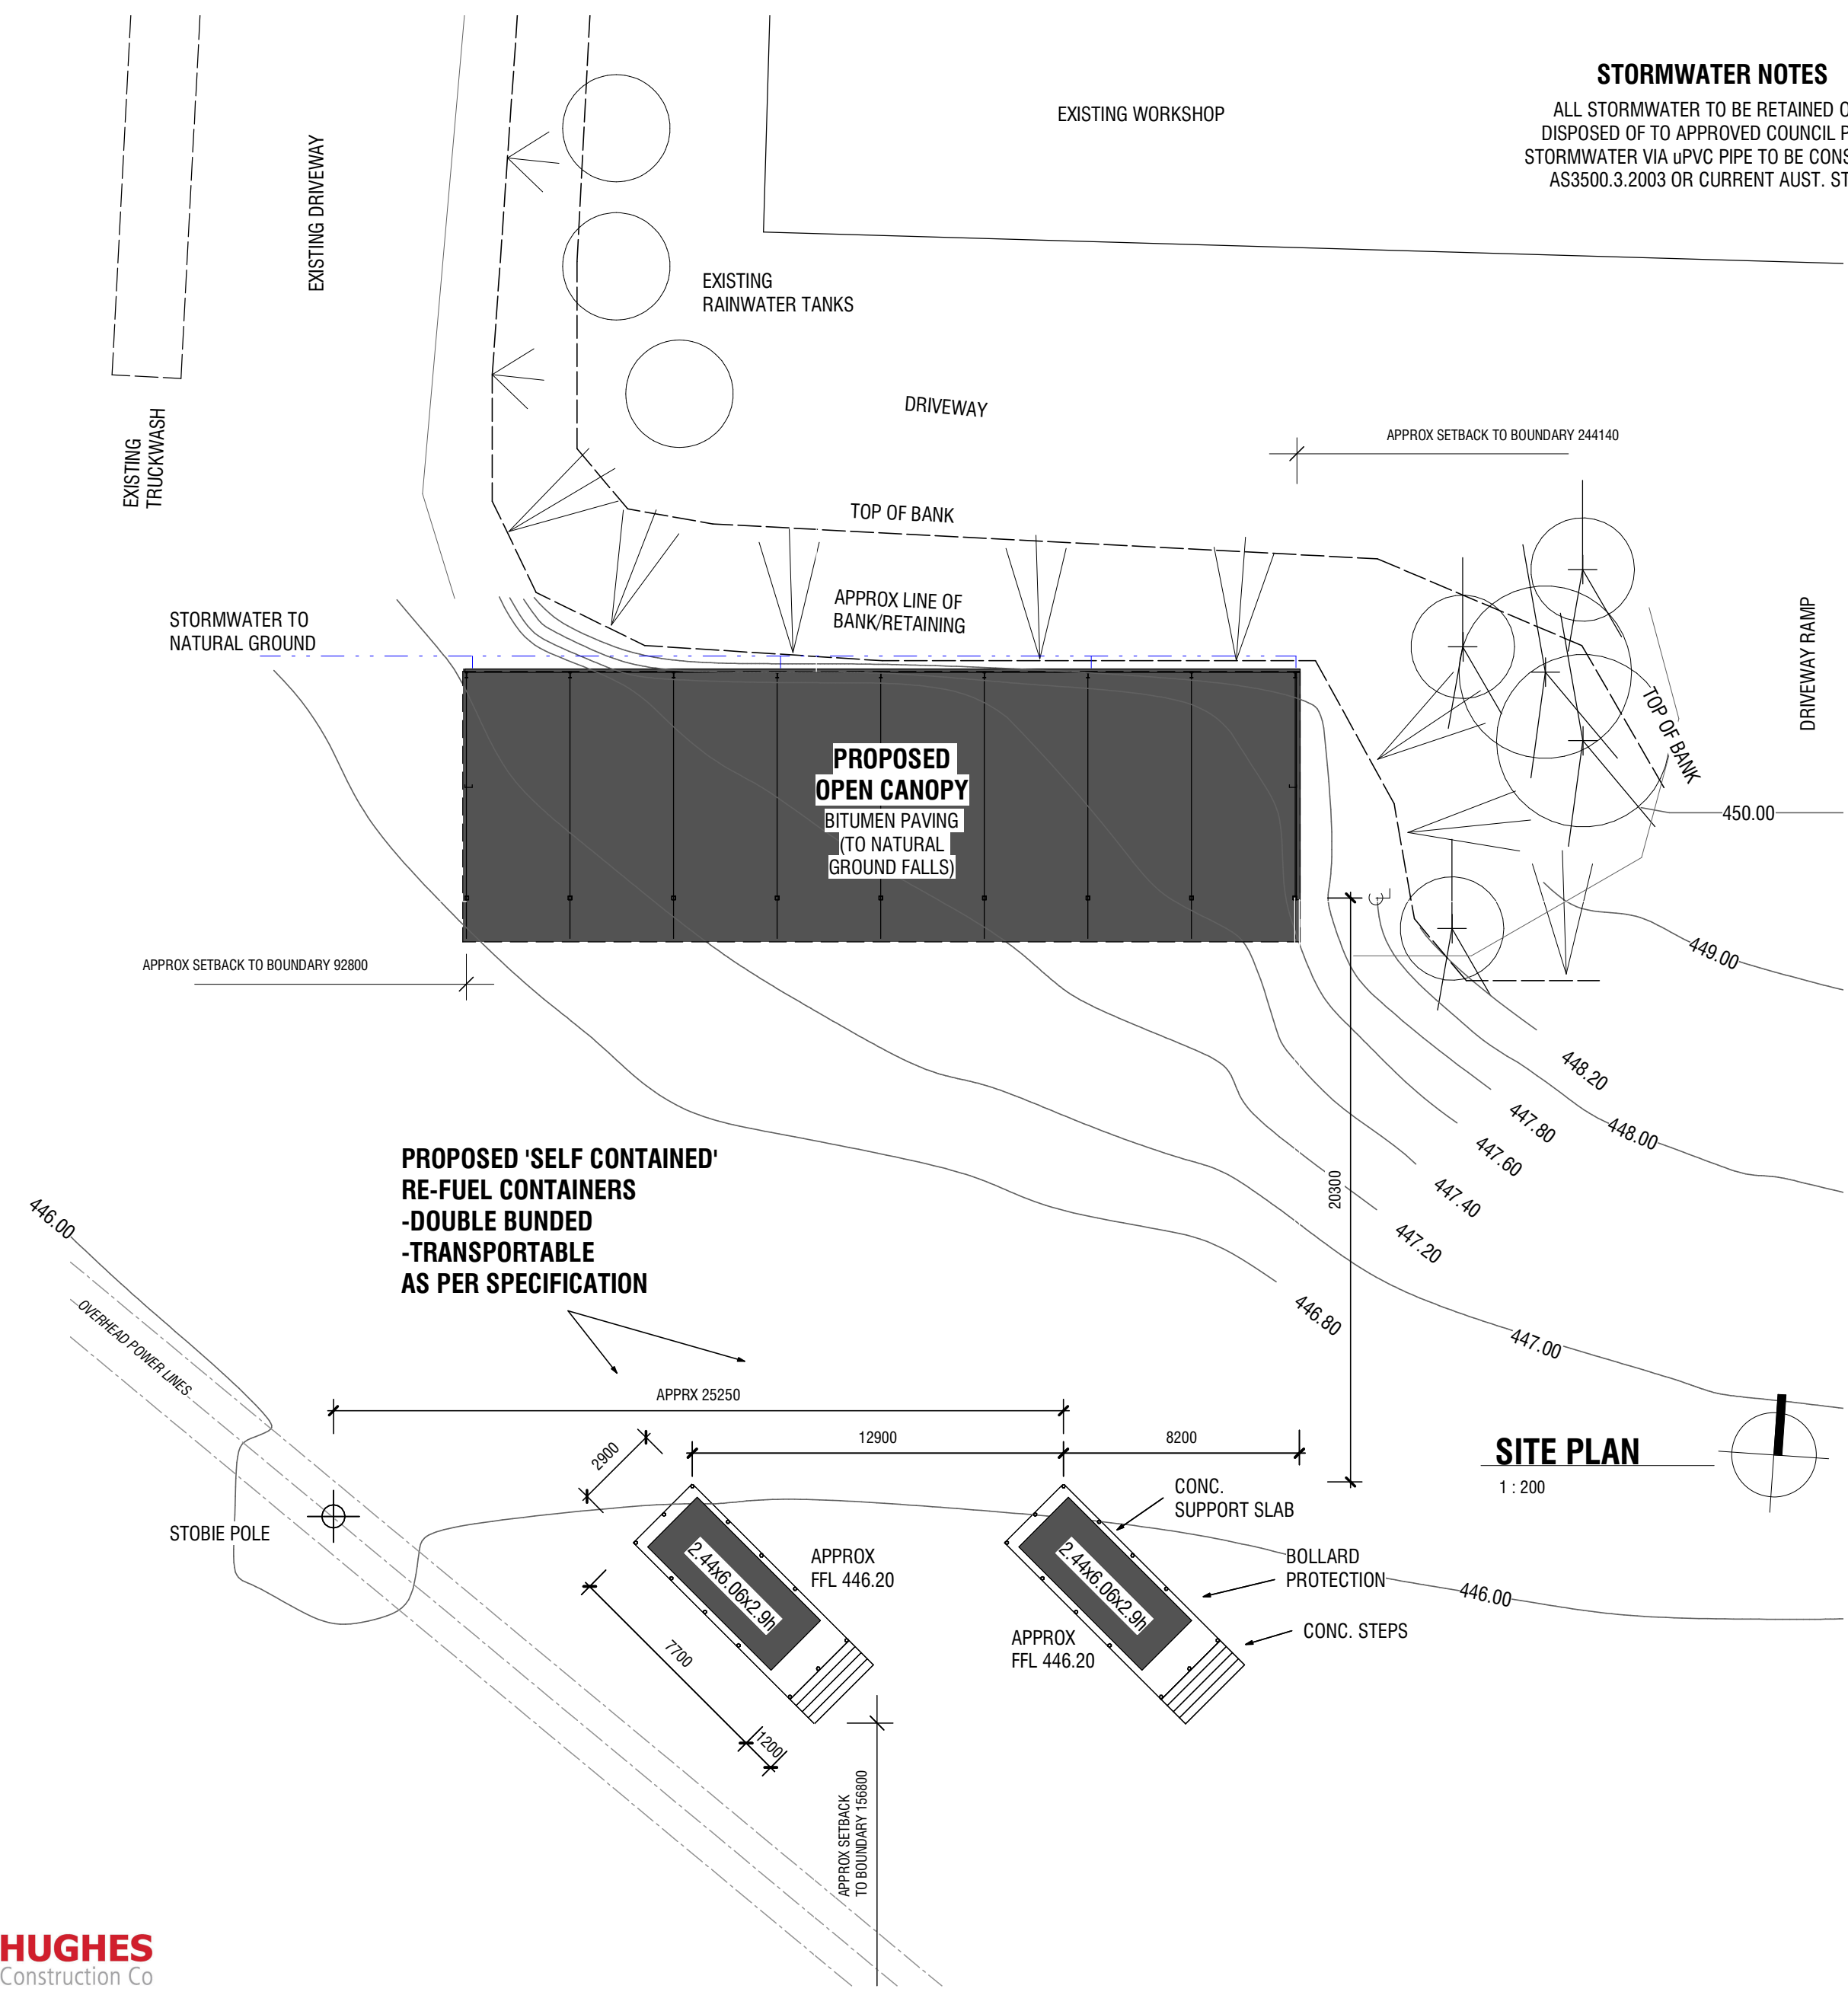 STORMWATER NOTES
ALL STORMWATER TO BE RETAINED
DISPOSED OF TO APPROVED COUNCIL
STORMWATER VIA uPVC PIPE TO BE
AS3500.3.2003 OR CURRENT AUST.
EXISTING WORKSHOP
EXISTING DRIVEWAY
EXISTING
RAINWATER TANKS
EXISTING
TRUCKWASH
DRIVEWAY
APPROX SETBACK TO BOUNDARY 244140
TOP OF BANK
APPROX LINE OF
BANK/RETAINING
STORMWATER TO
NATURAL GROUND
DRIVEWAY RAMP
TOP OF BANK
PROPOSED
OPEN CANOPY
BITUMEN PAVING
(TO NATURAL
GROUND FALLS)
450.00
449.00
APPROX SETBACK TO BOUNDARY 92800
448.20
448.00
447.80
447.60
447.40
447.20
447.00
446.80
20300
PROPOSED 'SELF CONTAINED'
RE-FUEL CONTAINERS
-DOUBLE BUNDED
-TRANSPORTABLE
AS PER SPECIFICATION
446.00
OVERHEAD POWER LINES
APPRX 25250
12900
8200
2900
SITE PLAN
1 : 200
CONC.
SUPPORT SLAB
STOBIE POLE
2.44x6.06x2.9h
APPROX
FFL 446.20
2.44x6.06x2.9h
BOLLARD
PROTECTION
446.00
APPROX
FFL 446.20
CONC. STEPS
7700
1200
APPROX SETBACK
TO BOUNDARY 156800
HUGHES
Construction Co